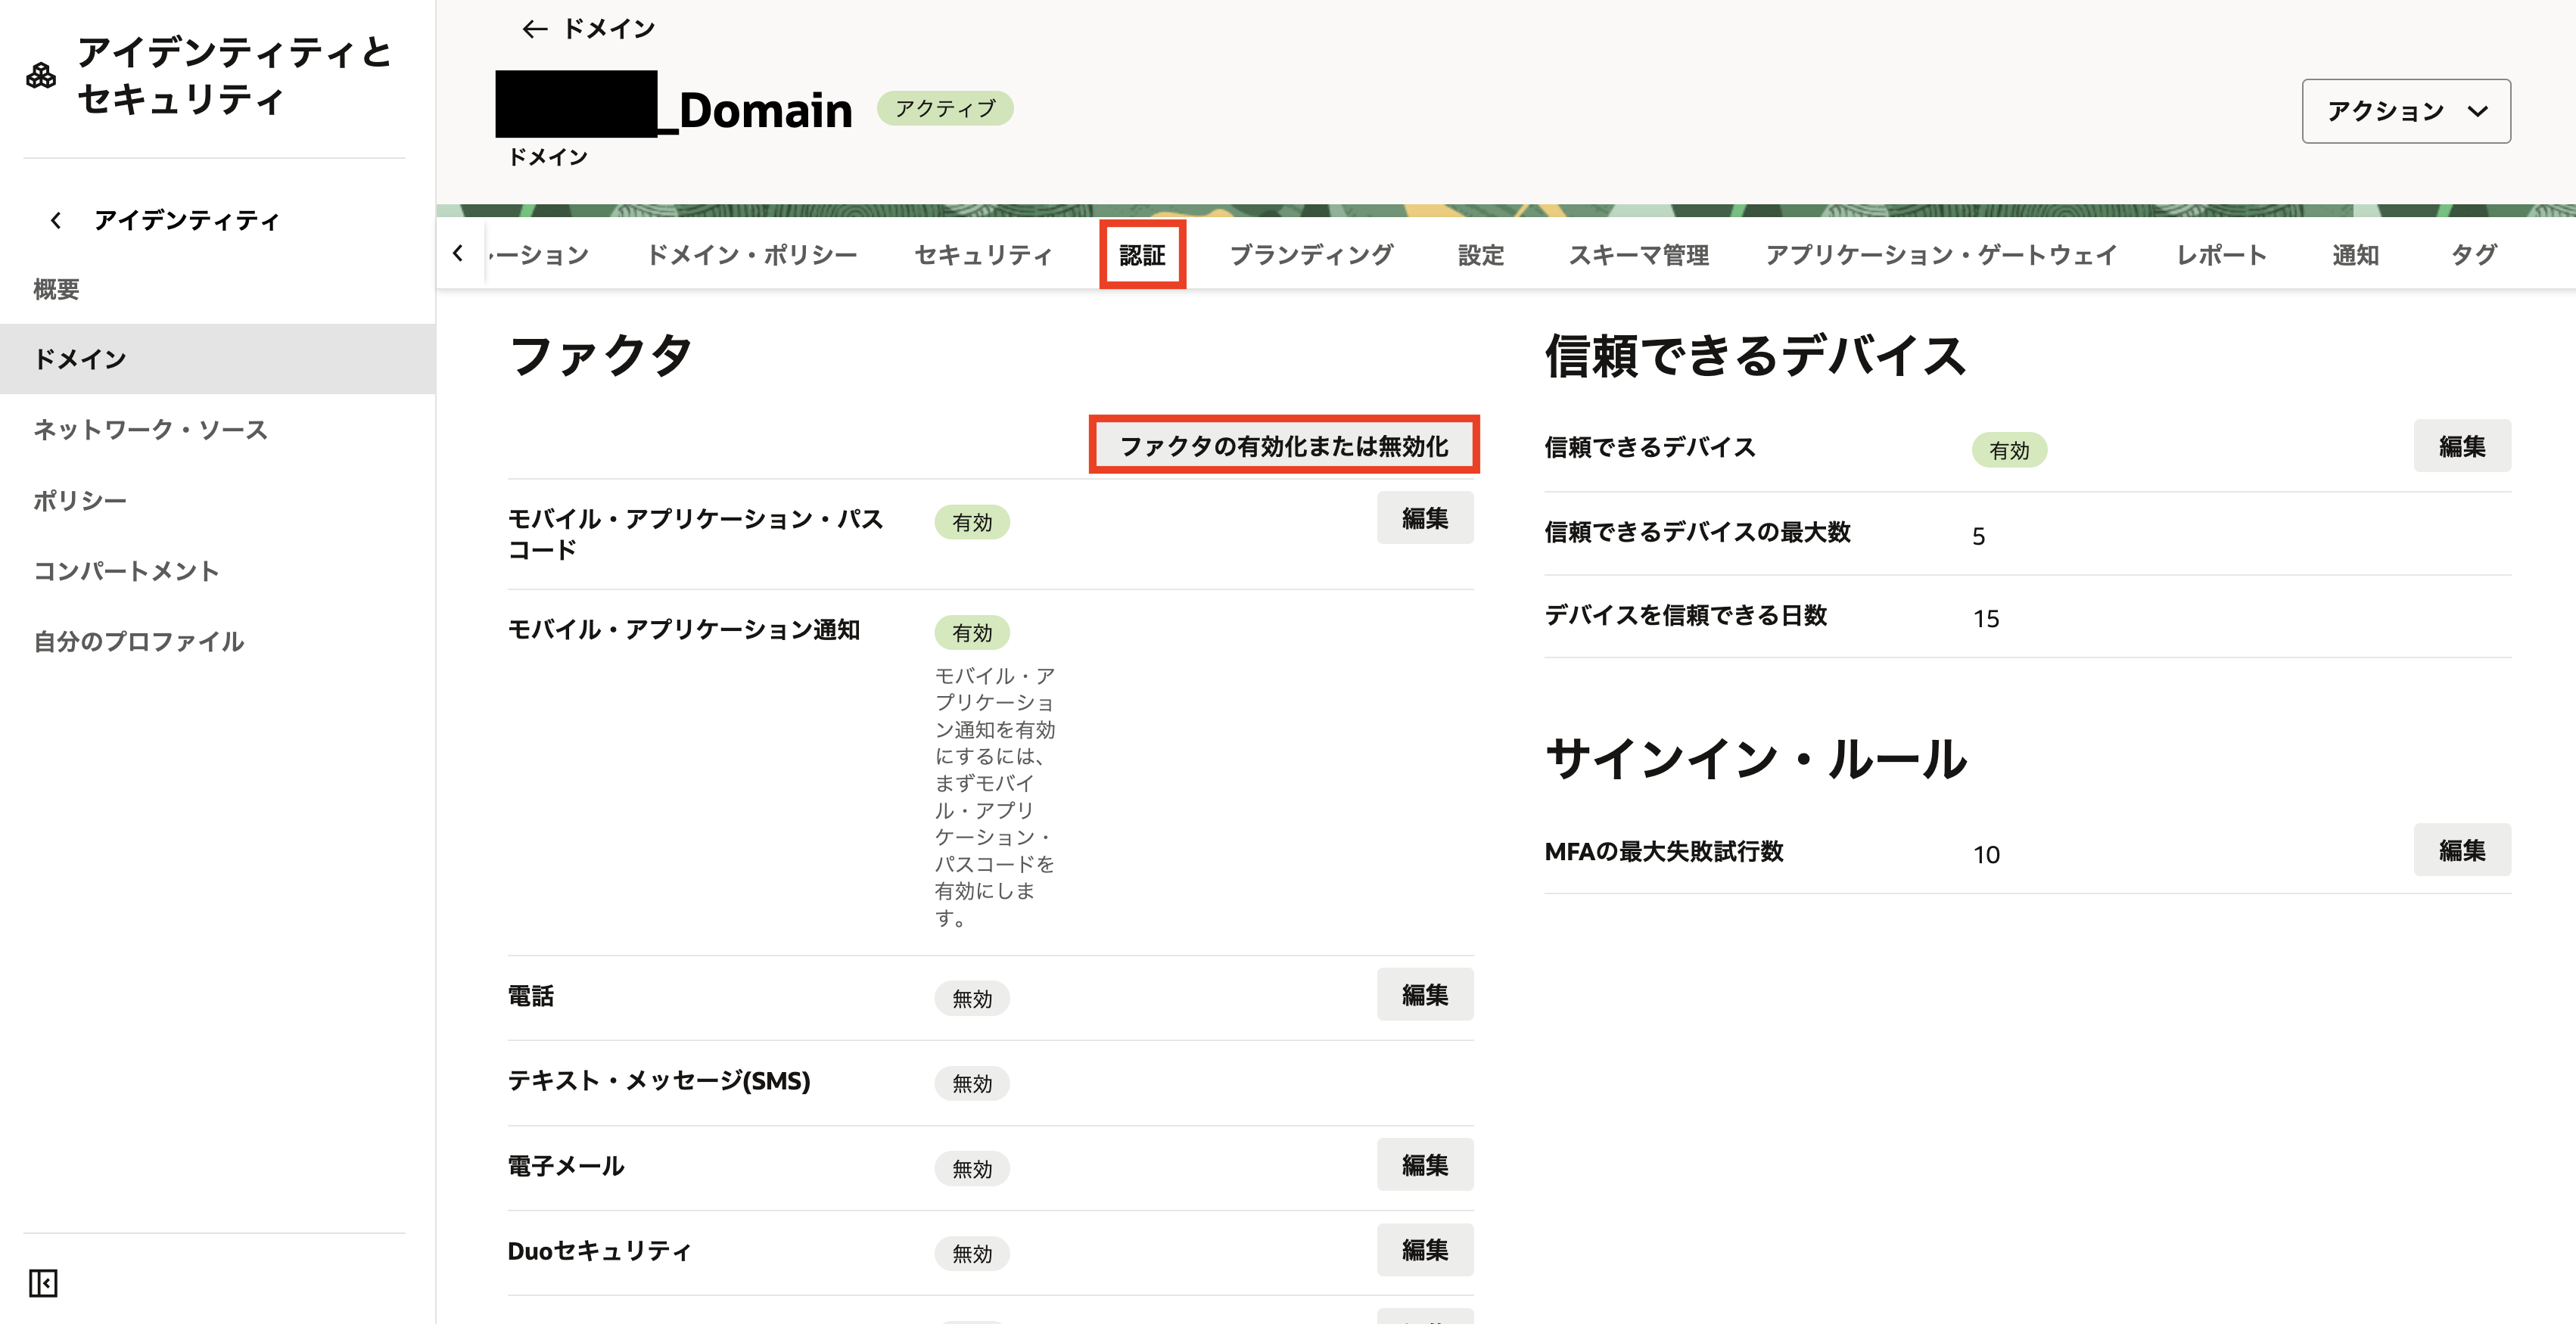 アイデンティティと
セキュリティ
アイデンティティ
概要
ドメイン
ネットワーク・ソース
ポリシー
コンパートメント
自分のプロファイル
ドメイン
_Domain アクティブ
ドメイン
アクション
ーション ドメイン・ポリシー セキュリティ 認証 ブランディング 設定 スキーマ管理 アプリケーション・ゲートウェイ レポート 通知 タグ
ファクタ
ファクタの有効化または無効化
モバイル・アプリケーション・パス
コード
有効
編集
モバイル・アプリケーション通知
有効
モバイル・ア
プリケーショ
ン通知を有効
にするには、
まずモバイ
ル・アプリ
ケーション・
パスコードを
有効にしま
す。
電話 無効 編集
テキスト・メッセージ(SMS) 無効
電子メール 無効 編集
Duoセキュリティ 無効 編集
信頼できるデバイス
信頼できるデバイス 有効 編集
信頼できるデバイスの最大数 5
デバイスを信頼できる日数 15
サインイン・ルール
MFAの最大失敗試行数 10 編集